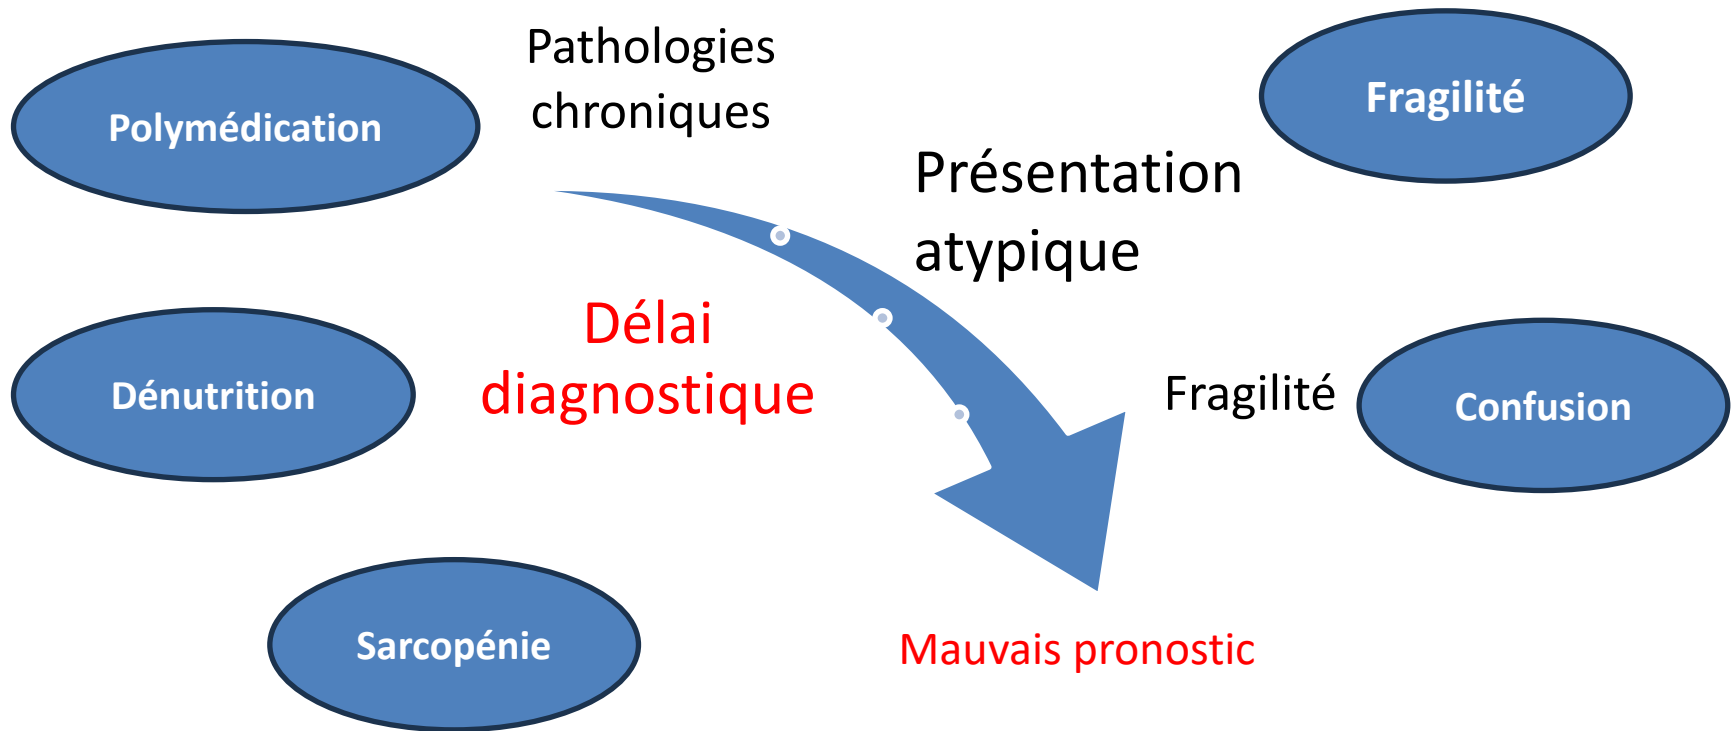 Pathologies
chroniques
Polymédication
Fragilité
Présentation
atypique
Délai
diagnostique
Dénutrition
Fragilité
Confusion
Sarcopénie
Mauvais pronostic